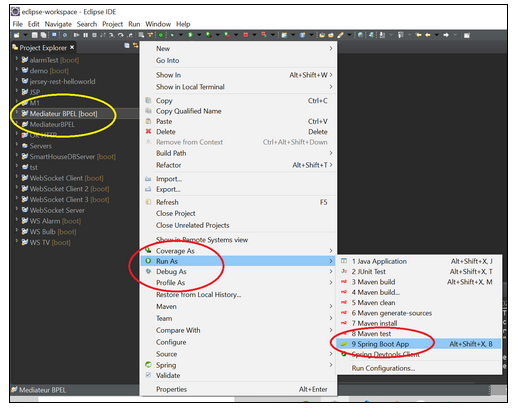 eclipse-workspace - Eclipse IDE
File Edit Navigate Search Project Run Window Help
Project Explorer
alarmTest [boot]
demo [boot]
jersey-rest-helloworld
JSP
M1
Mediateur BPEL [boot]
MediateurBPEL
Servers
SmartHouseDBServer [boot]
tst
WebSocket Client [boot]
WebSocket Client 2 [boot]
WebSocket Client 3 [boot]
WebSocket Server
WS Alarm [boot]
WS Bulb [boot]
WS TV [boot]
New
Go Into
Show In Alt+Shift+W
Show in Local Terminal
Copy Ctrl+C
Copy Qualified Name
Paste Ctrl+V
Delete Delete
Remove from Context Ctrl+Alt+Shift+Down
Build Path
Refactor Alt+Shift+T
Import...
Export...
Refresh F5
Close Project
Close Unrelated Projects
Show in Remote Systems view
Coverage As
Run As
Debug As
Profile As
Restore from Local History...
Maven
Team
Compare With
Configure
Source
Spring
Validate
Properties Alt+Enter
1 Java Application Alt+Shift+X, J
2 JUnit Test Alt+Shift+X, T
3 Maven build Alt+Shift+X, M
4 Maven build...
5 Maven clean
6 Maven generate-sources
7 Maven install
8 Maven test
9 Spring Boot App Alt+Shift+X, B
Spring Devtools Client
Run Configurations...
Mediateur BPEL